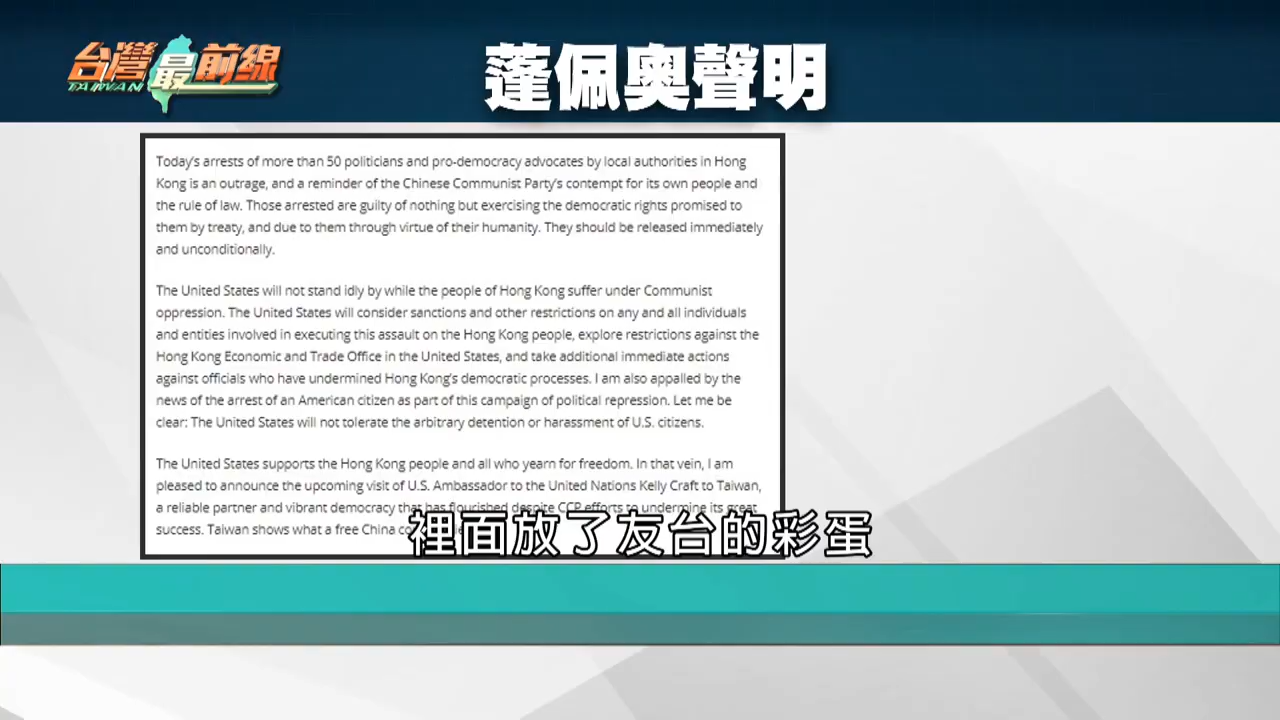 台灣最前線
TAIWAN
蓬佩奧聲明
Today's arrests of more than 50 politicians and pro-democracy advocates by local authorities in Hong
Kong is an outrage, and a reminder of the Chinese Communist Party's contempt for its own people and
the rule of law. Those arrested are guilty of nothing but exercising the democratic rights promised to
them by treaty, and due to them through virtue of their humanity. They should be released immediately
and unconditionally.
The United States will not stand idly by while the people of Hong Kong suffer under Communist
oppression. The United States will consider sanctions and other restrictions on any and all individuals
and entities involved in executing this assault on the Hong Kong people, explore restrictions against the
Hong Kong Economic and Trade Office in the United States, and take additional immediate actions
against officials who have undermined Hong Kong's democratic processes. I am also appalled by the
news of the arrest of an American citizen as part of this campaign of political repression. Let me be
clear: The United States will not tolerate the arbitrary detention or harassment of U.S. citizens.
The United States supports the Hong Kong people and all who yearn for freedom. In that vein, I am
pleased to announce the upcoming visit of U.S. Ambassador to the United Nations Kelly Craft to Taiwan,
a reliable partner and vibrant democracy that has flourished despite CCP efforts to undermine its great
success. Taiwan shows what a free China
裡面放了友台的彩蛋